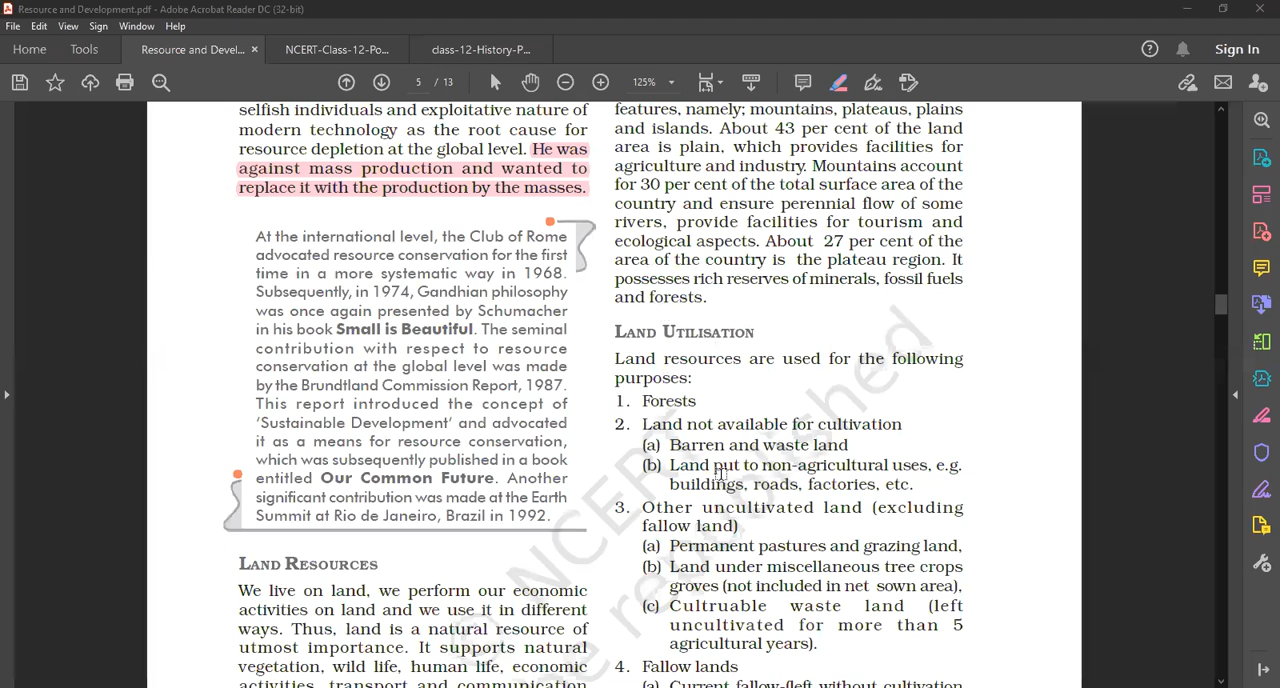 Resource and Development.pdf - Adobe Acrobat Reader DC (32-bit)
File Edit View Sign Window Help
Home Tools Resource and Devel... × NCERT-Class-12-Po... class-12-History-P... Sign In
5 / 13 125%
selfish individuals and exploitative nature of
modern technology as the root cause for
resource depletion at the global level. He was
against mass production and wanted to
replace it with the production by the masses.
At the international level, the Club of Rome
advocated resource conservation for the first
time in a more systematic way in 1968.
Subsequently, in 1974, Gandhian philosophy
was once again presented by Schumacher
in his book Small is Beautiful. The seminal
contribution with respect to resource
conservation at the global level was made
by the Brundtland Commission Report, 1987.
This report introduced the concept of
‘Sustainable Development’ and advocated
it as a means for resource conservation,
which was subsequently published in a book
entitled Our Common Future. Another
significant contribution was made at the Earth
Summit at Rio de Janeiro, Brazil in 1992.
LAND RESOURCES
We live on land, we perform our economic
activities on land and we use it in different
ways. Thus, land is a natural resource of
utmost importance. It supports natural
vegetation, wild life, human life, economic
activities, transport and communication
features, namely; mountains, plateaus, plains
and islands. About 43 per cent of the land
area is plain, which provides facilities for
agriculture and industry. Mountains account
for 30 per cent of the total surface area of the
country and ensure perennial flow of some
rivers, provide facilities for tourism and
ecological aspects. About 27 per cent of the
area of the country is the plateau region. It
possesses rich reserves of minerals, fossil fuels
and forests.
LAND UTILISATION
Land resources are used for the following
purposes:
1. Forests
2. Land not available for cultivation
(a) Barren and waste land
(b) Land put to non-agricultural uses, e.g.
buildings, roads, factories, etc.
3. Other uncultivated land (excluding
fallow land)
(a) Permanent pastures and grazing land,
(b) Land under miscellaneous tree crops
groves (not included in net sown area),
(c) Cultruable waste land (left
uncultivated for more than 5
agricultural years).
4. Fallow lands
(a) Current fallow-(left without cultivation
© NCERT
be republished